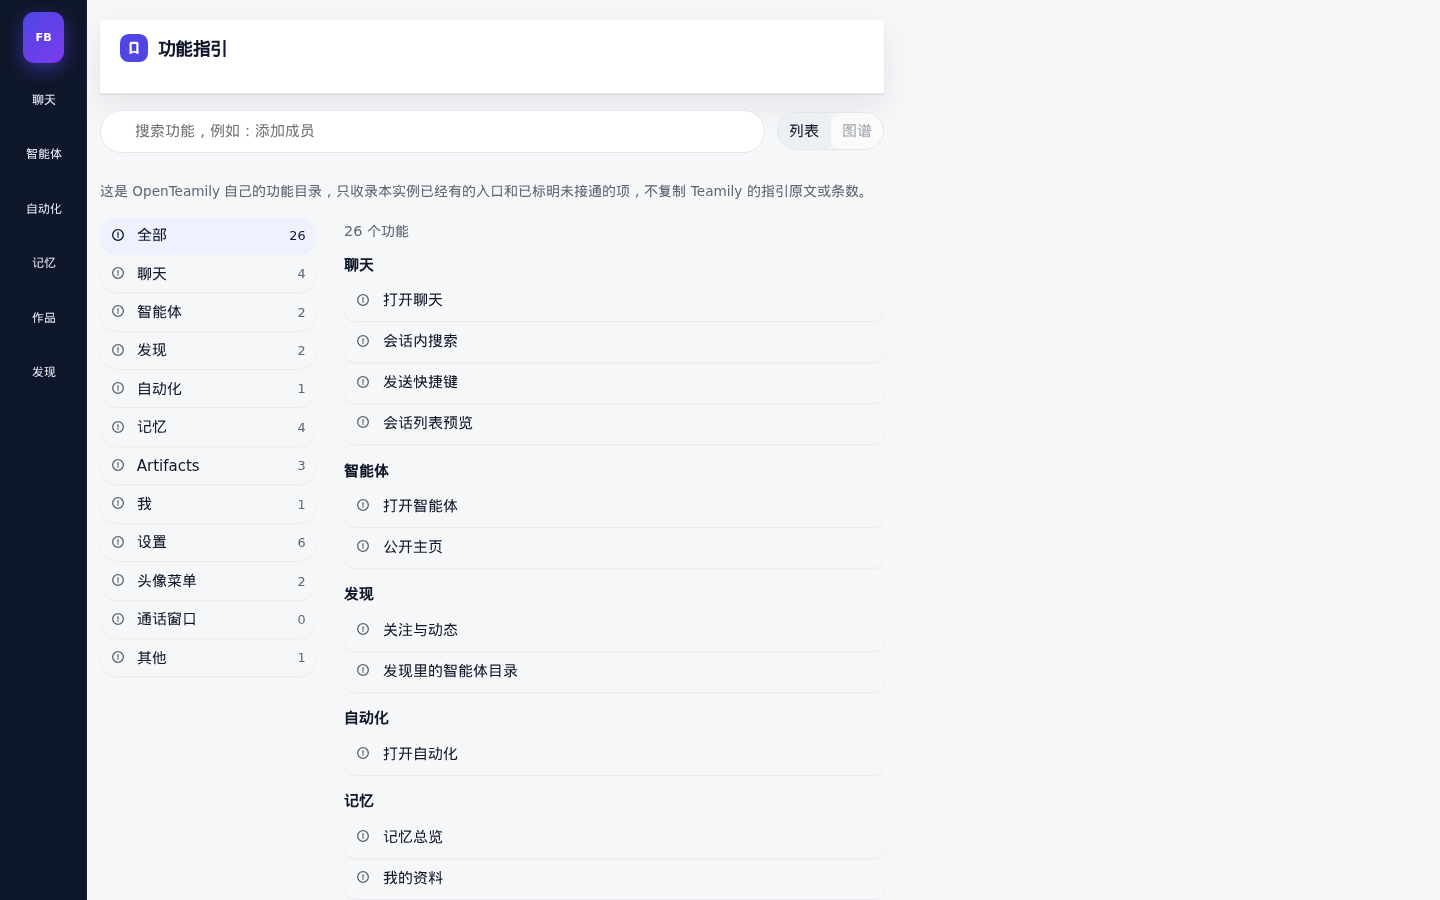 FB
聊天
智能体
自动化
记忆
作品
发现
功能指引
搜索功能，例如：添加成员
列表
图谱
这是 OpenTeamily 自己的功能目录，只收录本实例已经有的入口和已标明未接通的项，不复制 Teamily 的指引原文或条数。
全部 26
聊天 4
智能体 2
发现 2
自动化 1
记忆 4
Artifacts 3
我 1
设置 6
头像菜单 2
通话窗口 0
其他 1
26 个功能
聊天
打开聊天
会话内搜索
发送快捷键
会话列表预览
智能体
打开智能体
公开主页
发现
关注与动态
发现里的智能体目录
自动化
打开自动化
记忆
记忆总览
我的资料